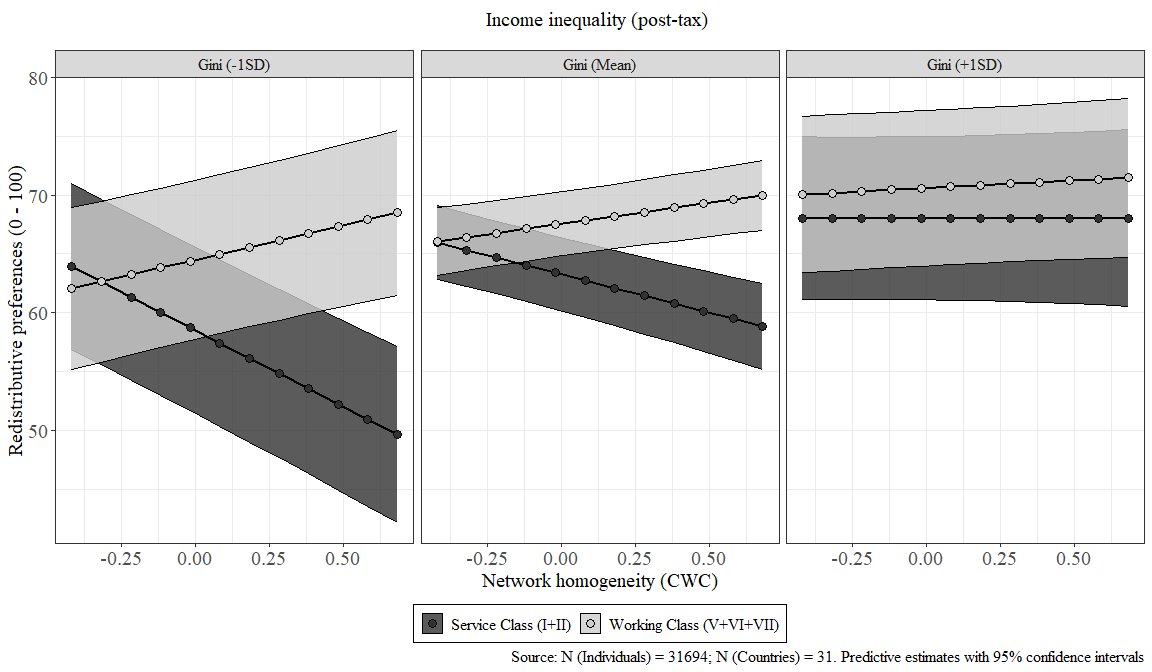 Income inequality (post-tax)
Gini (-1SD)
Gini (Mean)
Gini (+1SD)
Redistributive preferences (0 - 100)
80
70
60
50
-0.25 0.00 0.25 0.50
-0.25 0.00 0.25 0.50
-0.25 0.00 0.25 0.50
Network homogeneity (CWC)
Service Class (I+II) Working Class (V+VI+VII)
Source: N (Individuals) = 31694; N (Countries) = 31. Predictive estimates with 95% confidence intervals